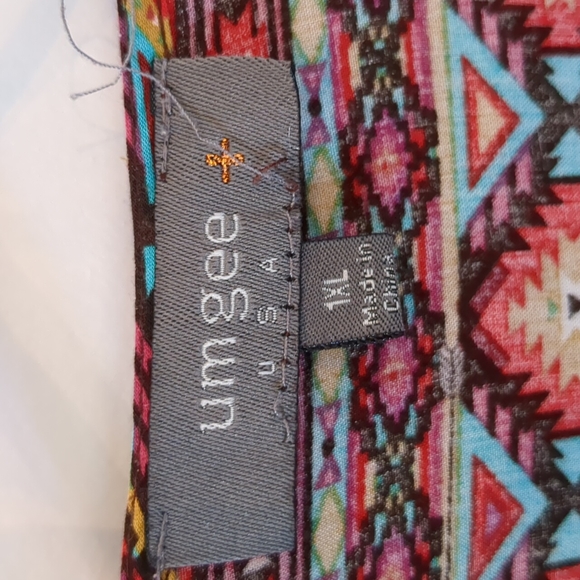 umgee+
USA
1XL
Made in
China